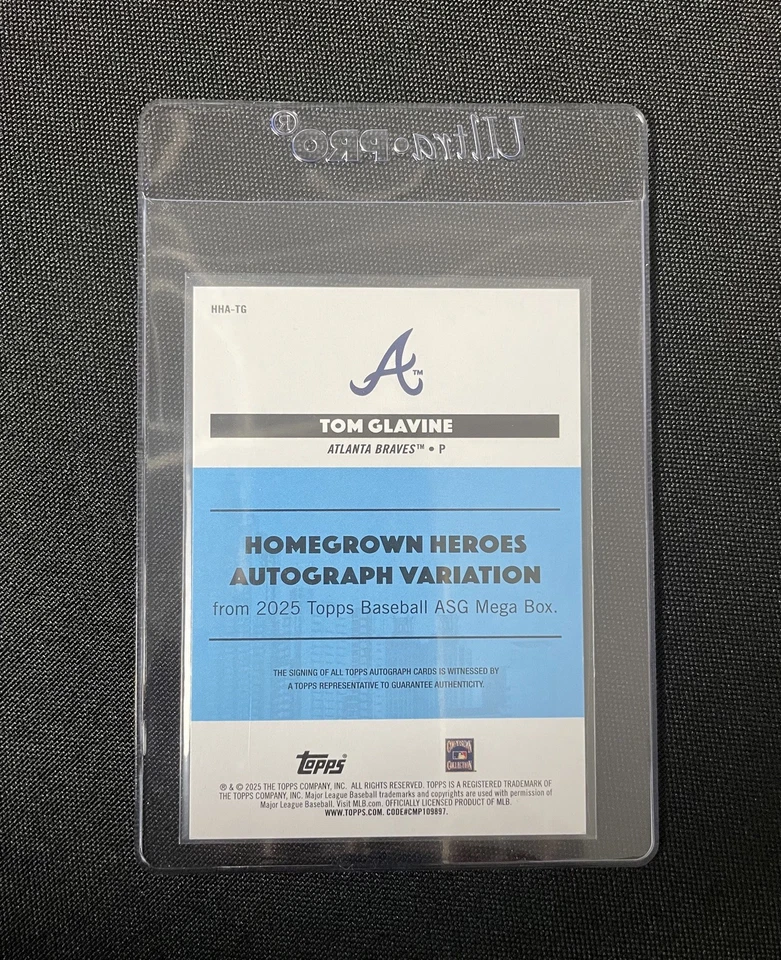 Ultra•PRO®
HHA-TG
A™
TOM GLAVINE
ATLANTA BRAVES™ • P
HOMEGROWN HEROES
AUTOGRAPH VARIATION
from 2025 Topps Baseball ASG Mega Box.
THE SIGNING OF ALL TOPPS AUTOGRAPH CARDS IS WITNESSED BY
A TOPPS REPRESENTATIVE TO GUARANTEE AUTHENTICITY.
topps®
COOPERSTOWN
COLLECTION
® & © 2025 THE TOPPS COMPANY, INC. ALL RIGHTS RESERVED. TOPPS IS A REGISTERED TRADEMARK OF
THE TOPPS COMPANY, INC. Major League Baseball trademarks and copyrights are used with permission of
Major League Baseball. Visit MLB.com. OFFICIALLY LICENSED PRODUCT OF MLB.
WWW.TOPPS.COM. CODE#CMP109897.